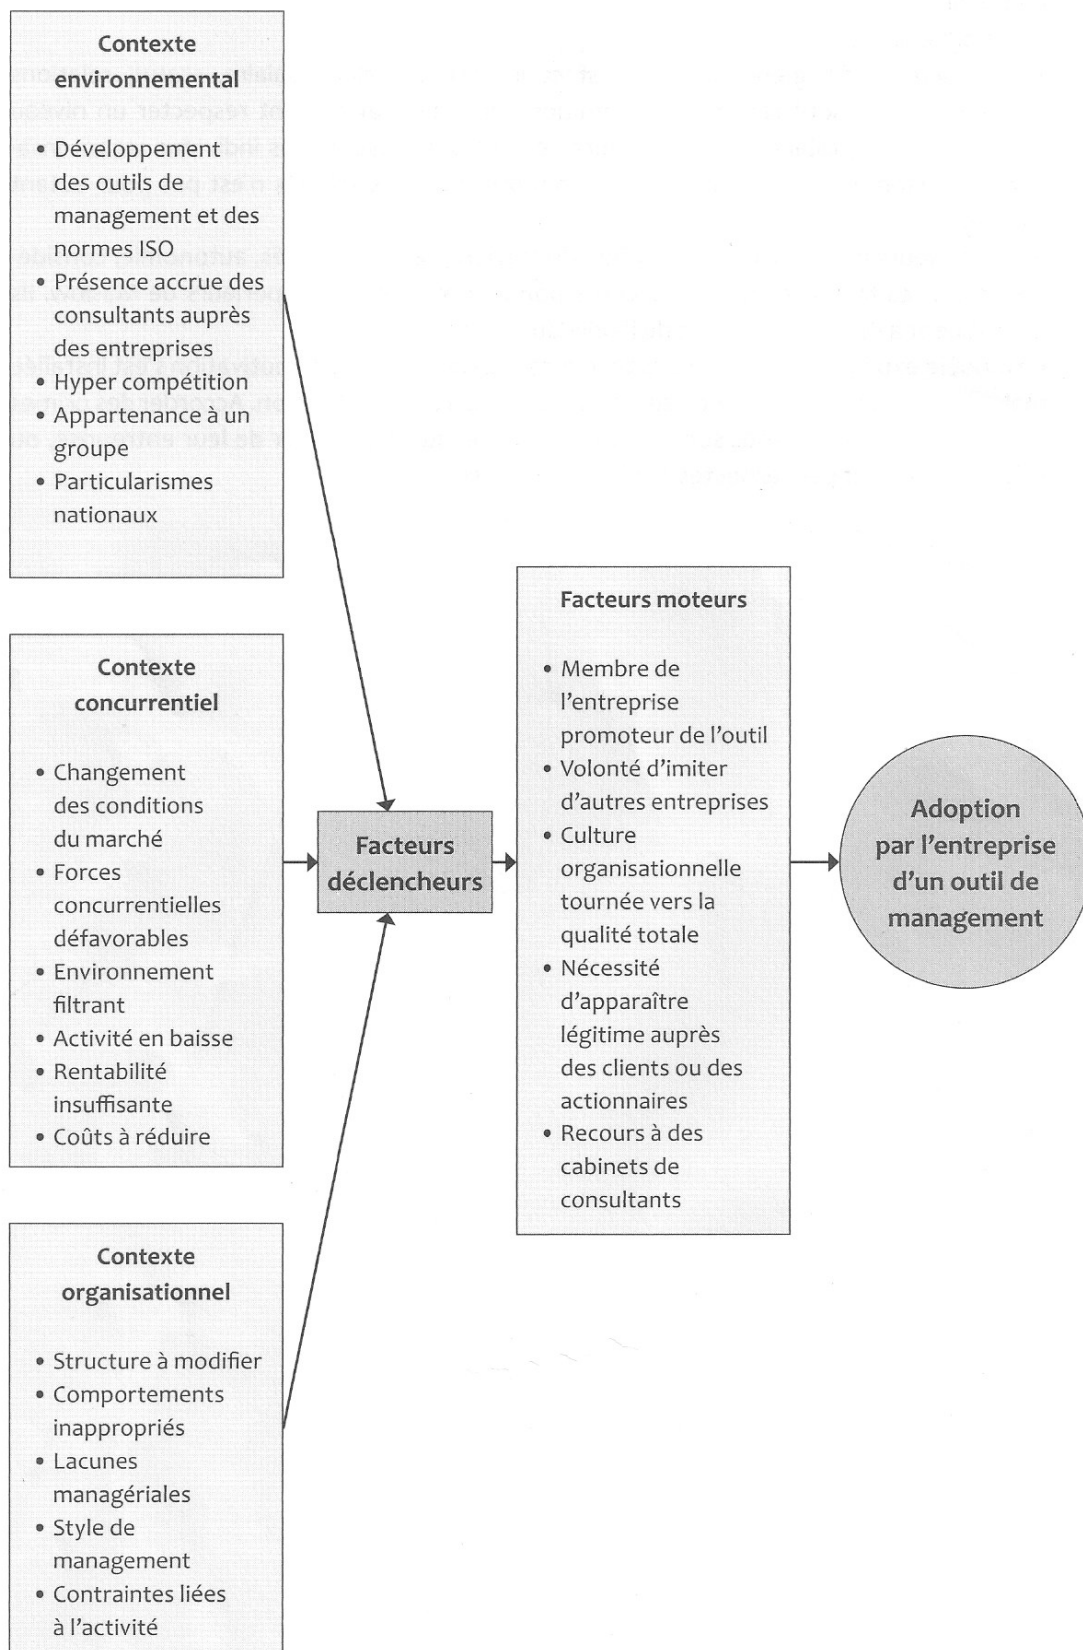 Contexte
environnemental
• Développement
des outils de
management et des
normes ISO
• Présence accrue des
consultants auprès
des entreprises
• Hyper compétition
• Appartenance à un
groupe
• Particularismes
nationaux
Contexte
concurrentiel
• Changement
des conditions
du marché
• Forces
concurrentielles
défavorables
• Environnement
filtrant
• Activité en baisse
• Rentabilité
insuffisante
• Coûts à réduire
Contexte
organisationnel
• Structure à modifier
• Comportements
inappropriés
• Lacunes
managériales
• Style de
management
• Contraintes liées
à l'activité
Facteurs
déclencheurs
Facteurs moteurs
• Membre de
l'entreprise
promoteur de l'outil
• Volonté d'imiter
d'autres entreprises
• Culture
organisationnelle
tournée vers la
qualité totale
• Nécessité
d'apparaître
légitime auprès
des clients ou des
actionnaires
• Recours à des
cabinets de
consultants
Adoption
par l'entreprise
d'un outil de
management